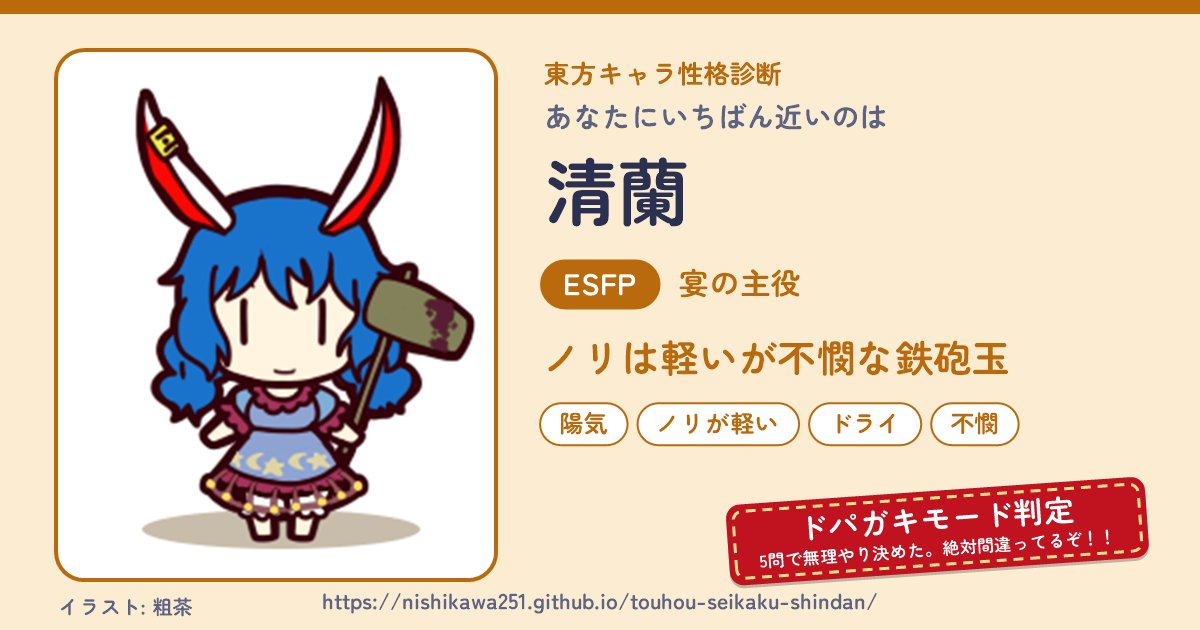 東方キャラ性格診断
あなたにいちばん近いのは
清蘭
ESFP 宴の主役
ノリは軽いが不憫な鉄砲玉
陽気 ノリが軽い ドライ 不憫
ドパガキモード判定
5問で無理やり決めた。絶対間違ってるぞ！！
イラスト: 粗茶
https://nishikawa251.github.io/touhou-seikaku-shindan/